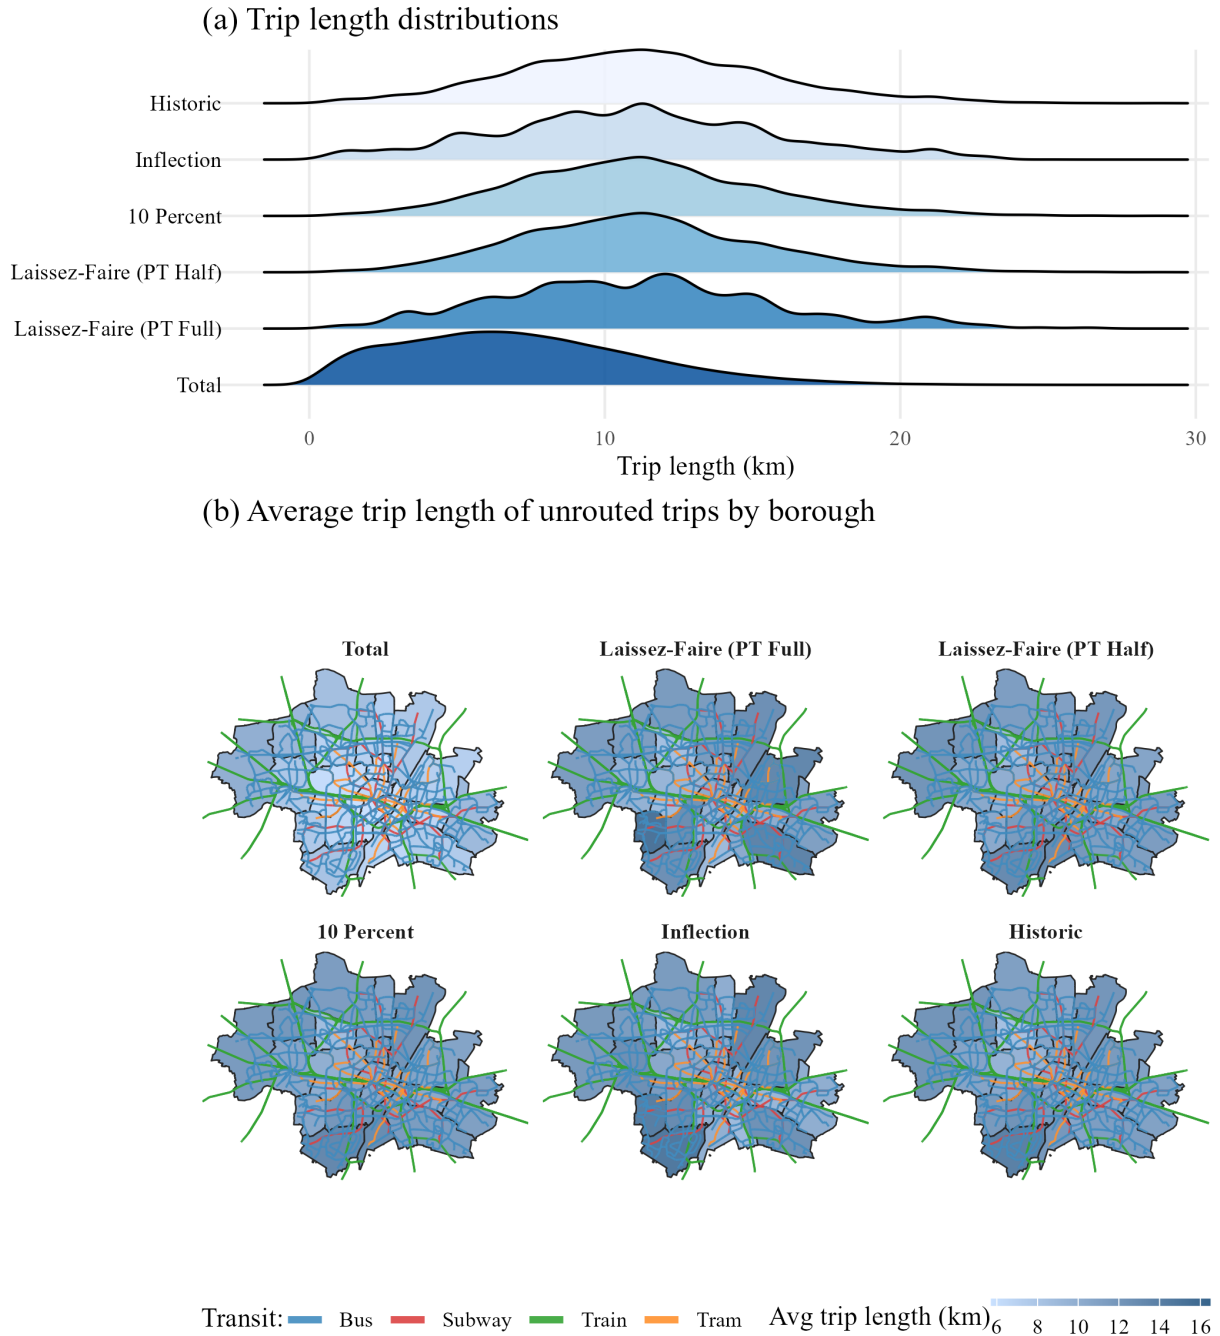 (a) Trip length distributions
Historic
Inflection
10 Percent
Laissez-Faire (PT Half)
Laissez-Faire (PT Full)
Total
0 10 20 30
Trip length (km)
(b) Average trip length of unrouted trips by borough
Total Laissez-Faire (PT Full) Laissez-Faire (PT Half)
10 Percent Inflection Historic
Transit: Bus Subway Train Tram Avg trip length (km)
6 8 10 12 14 16